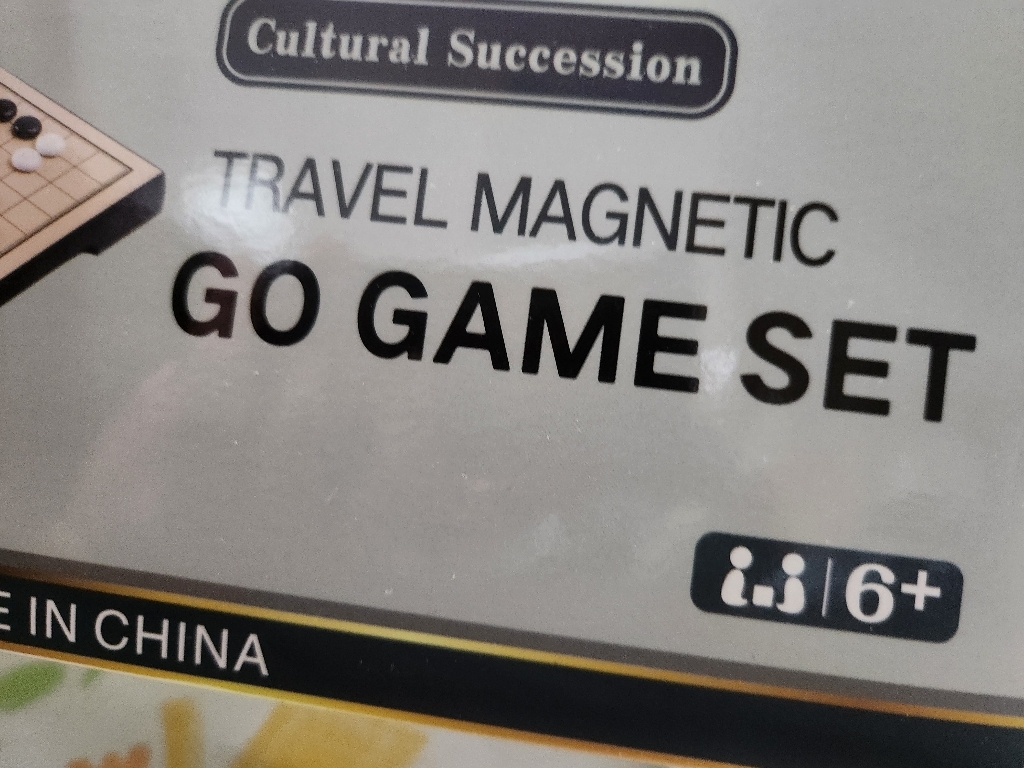 Cultural Succession
TRAVEL MAGNETIC
GO GAME SET
6+
IN CHINA